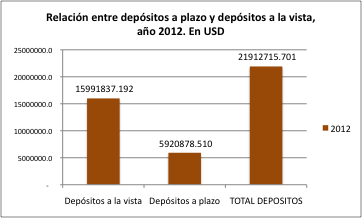 Relación entre depósitos a plazo y depósitos a la vista,
año 2012. En USD
25000000.0
20000000.0
15000000.0
10000000.0
5000000.0
-
15991837.192
5920878.510
21912715.701
Depósitos a la vista
Depósitos a plazo
TOTAL DEPOSITOS
2012